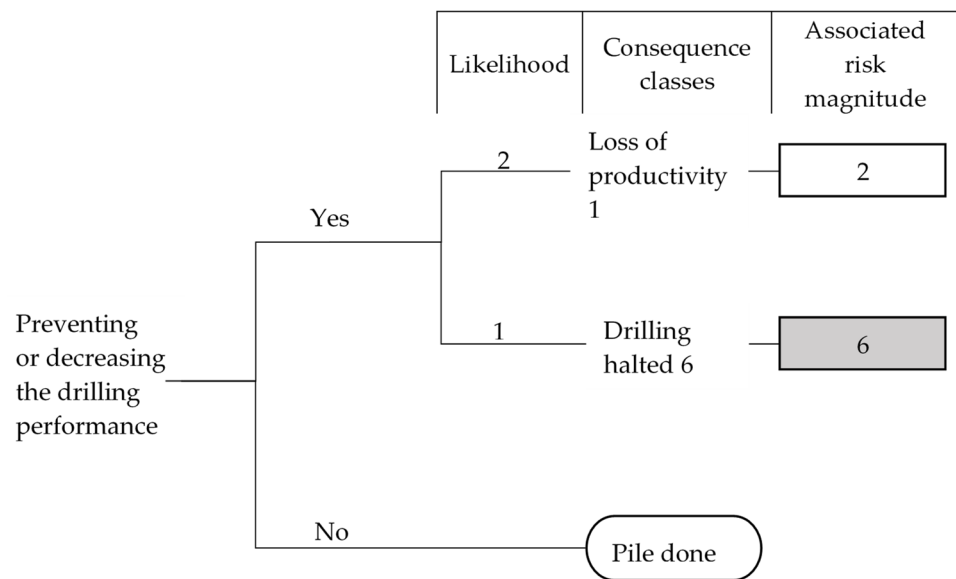 Likelihood
Consequence
classes
Associated
risk
magnitude
2
Loss of
productivity
1
2
Yes
Preventing
or decreasing
the drilling
performance
1
Drilling
halted 6
6
No
Pile done